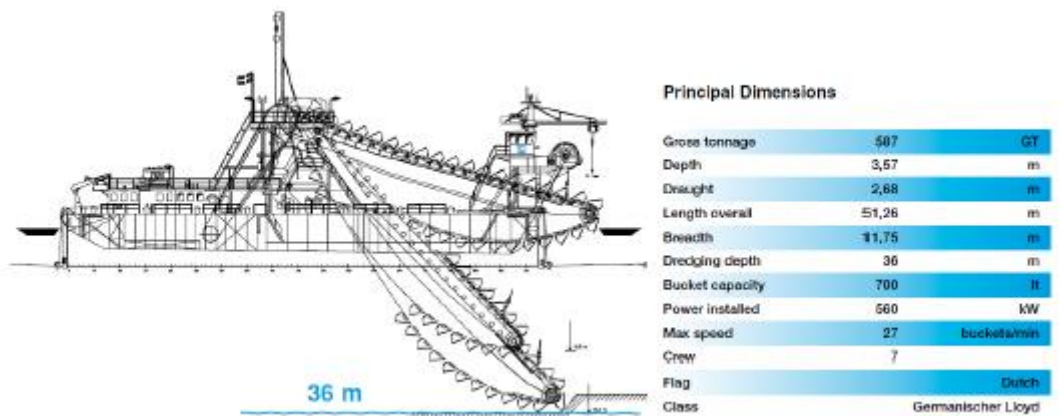 Principal Dimensions
Gross tonnage 587 GT
Depth 3,57 m
Draught 2,68 m
Length overall 51,26 m
Breadth 11,75 m
Dredging depth 36 m
Bucket capacity 700 lt
Power installed 560 kW
Max speed 27 buckets/min
Crew 7
Flag Dutch
Class Germanischer Lloyd
36 m